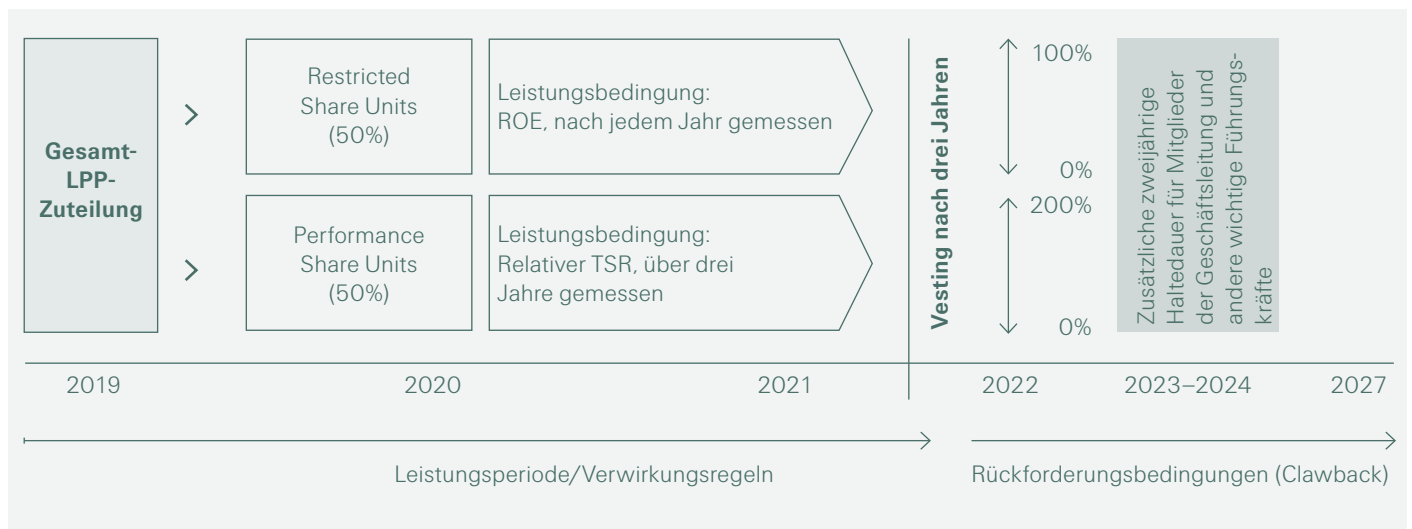 Gesamt-
LPP-
Zuteilung
Restricted
Share Units
(50%)
Leistungsbedingung:
ROE, nach jedem Jahr gemessen
Performance
Share Units
(50%)
Leistungsbedingung:
Relativer TSR, über drei
Jahre gemessen
Vesting nach drei Jahren
100%
0%
200%
0%
Zusätzliche zweijährige
Haltedauer für Mitglieder
der Geschäftsleitung und
andere wichtige Führungs-
kräfte
2019
2020
2021
2022
2023–2024
2027
Leistungsperiode/Verwirkungsregeln
Rückforderungsbedingungen (Clawback)